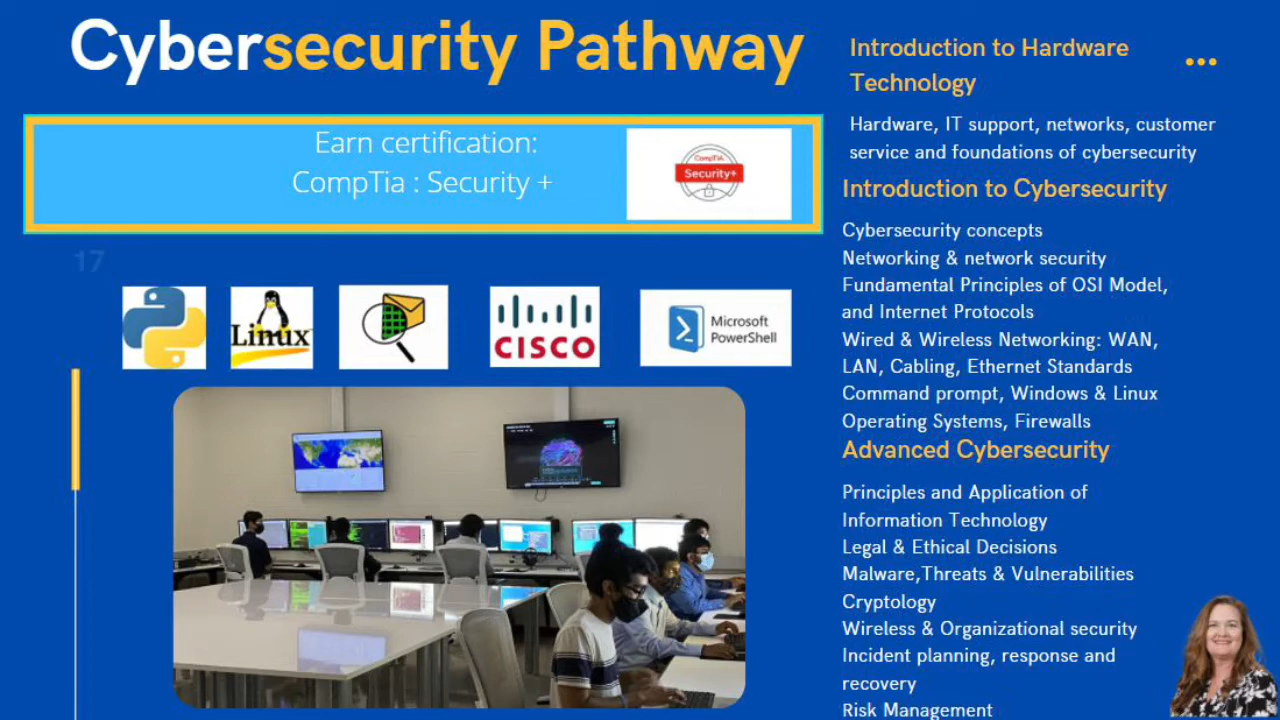 Cybersecurity Pathway
Earn certification:
CompTia : Security +
CompTIA
Security+
17
Linux
CISCO
Microsoft
PowerShell
Introduction to Hardware
Technology
Hardware, IT support, networks, customer
service and foundations of cybersecurity
Introduction to Cybersecurity
Cybersecurity concepts
Networking & network security
Fundamental Principles of OSI Model,
and Internet Protocols
Wired & Wireless Networking: WAN,
LAN, Cabling, Ethernet Standards
Command prompt, Windows & Linux
Operating Systems, Firewalls
Advanced Cybersecurity
Principles and Application of
Information Technology
Legal & Ethical Decisions
Malware,Threats & Vulnerabilities
Cryptology
Wireless & Organizational security
Incident planning, response and
recovery
Risk Management